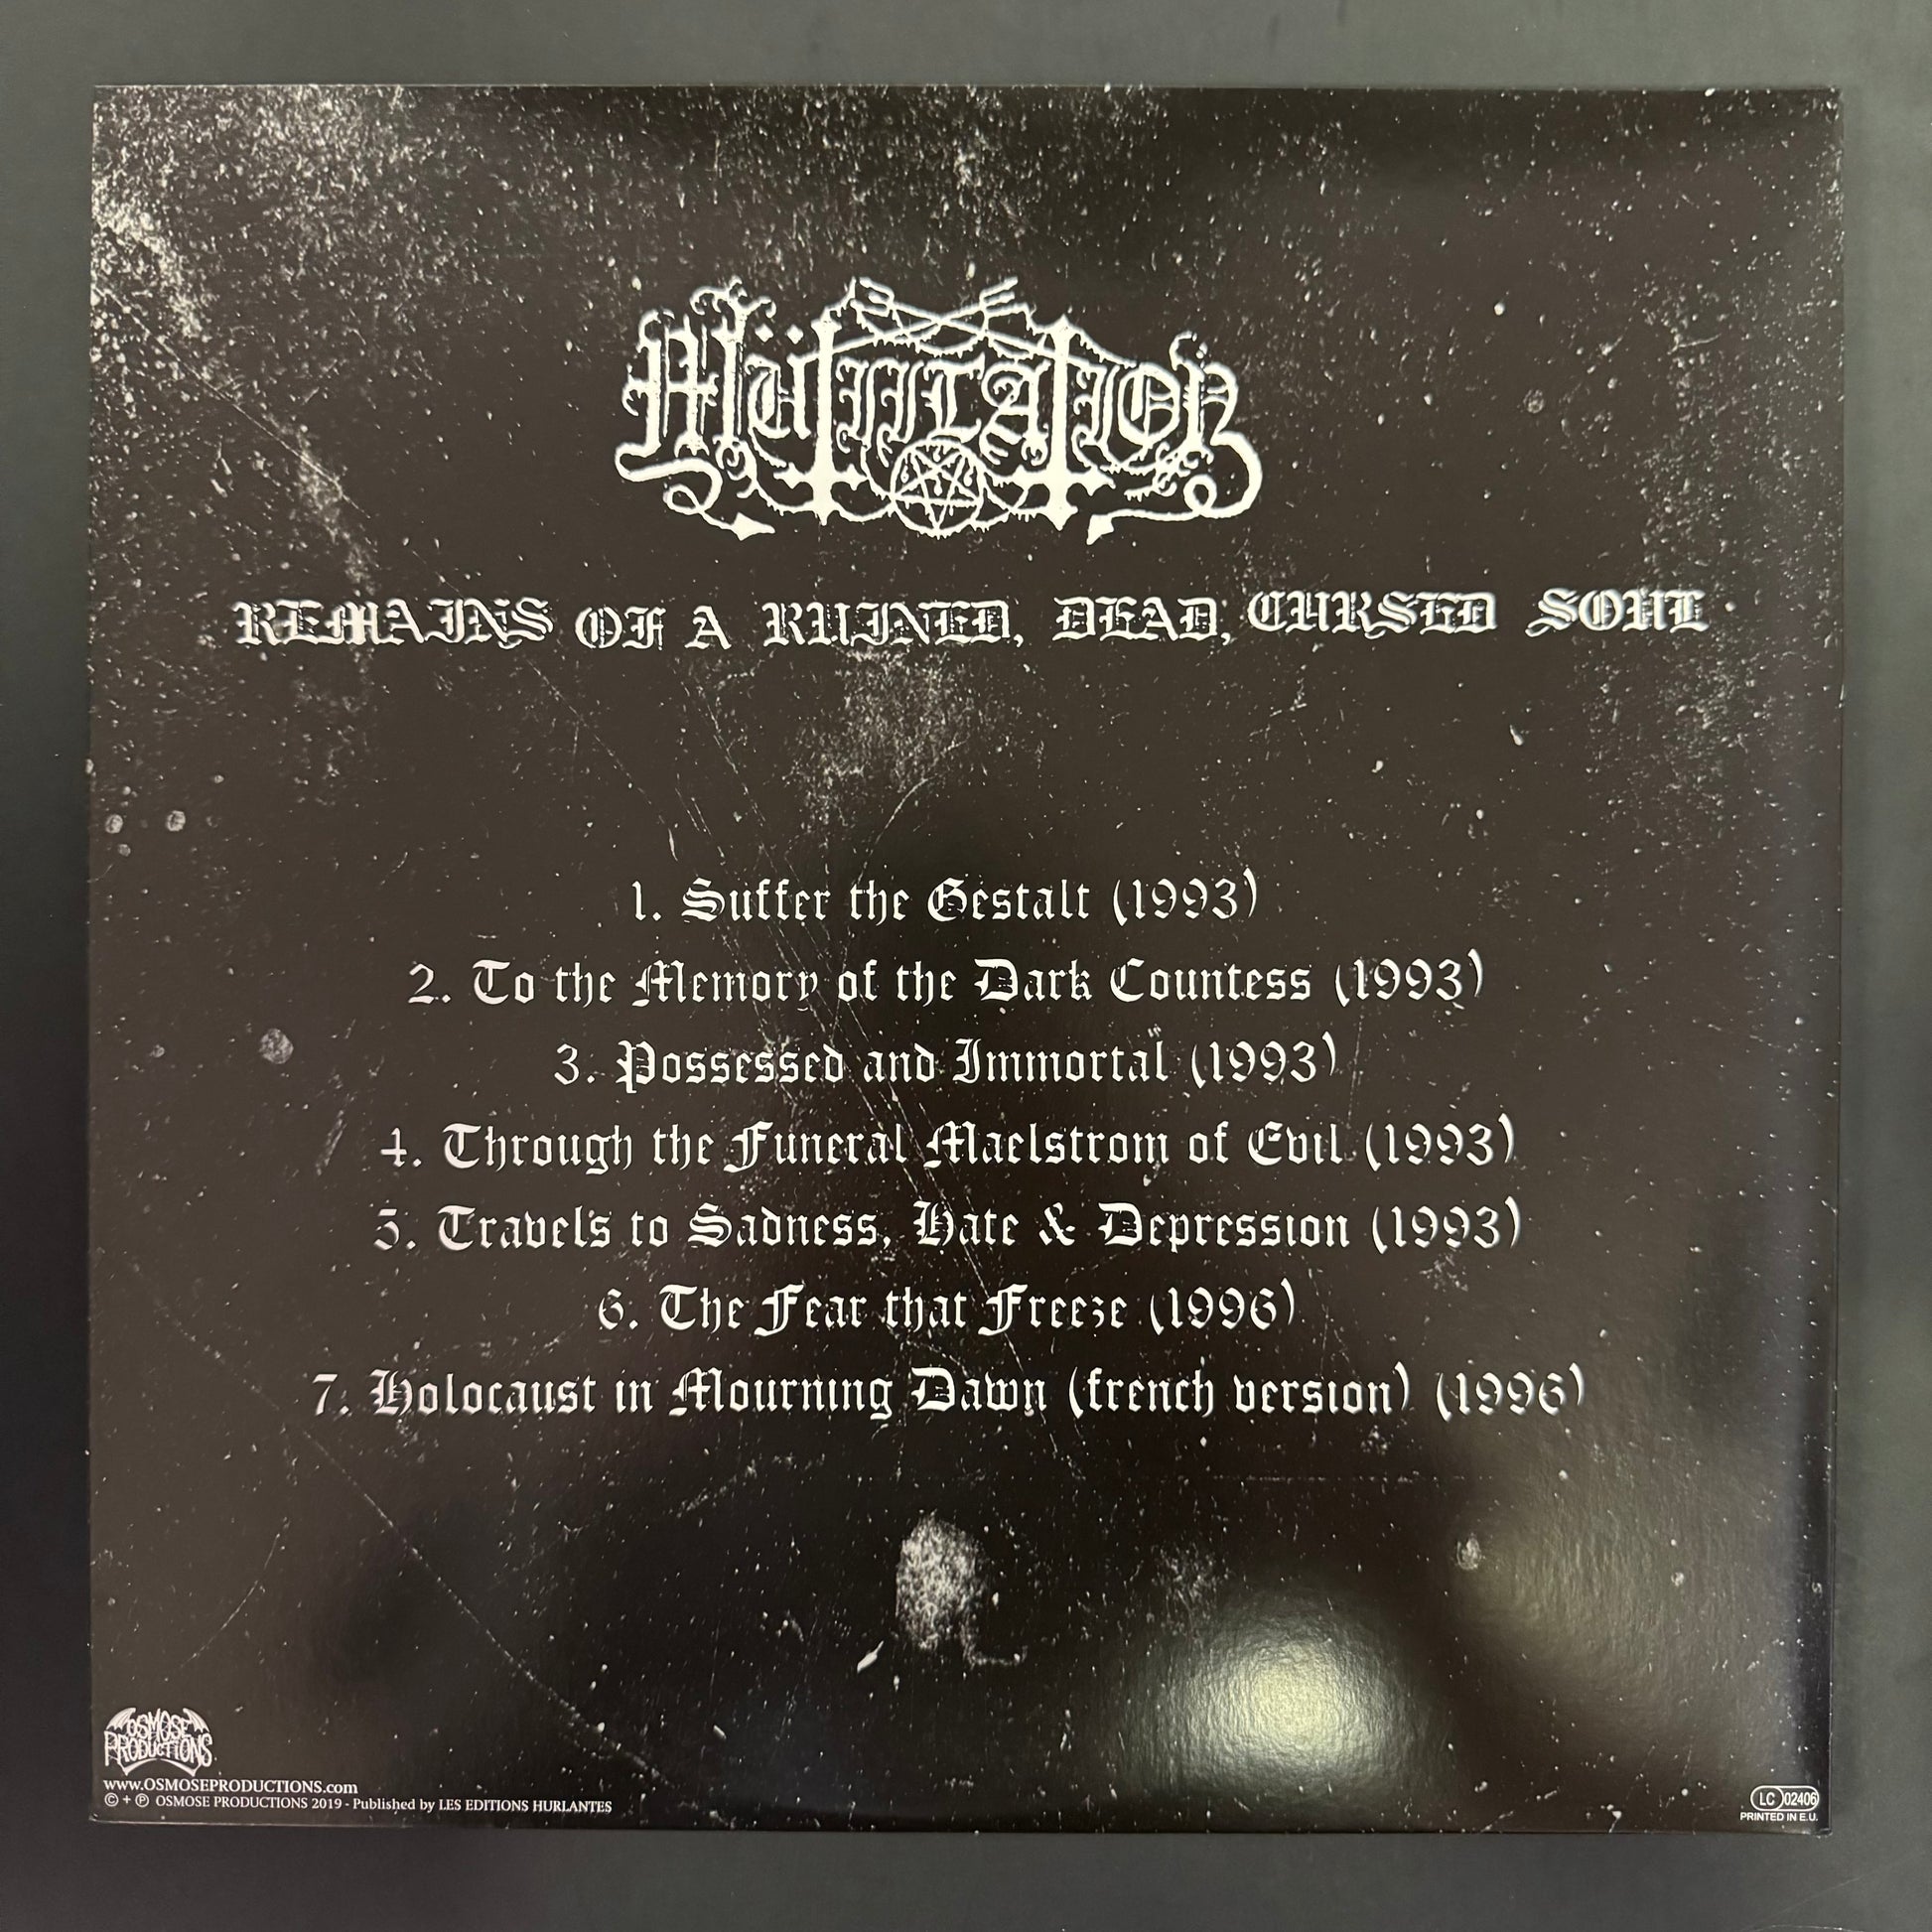 Mütiilation
REMAINS OF A RUINED, DEAD, CURSED SOUL
1. Suffer the Gestalt (1993)
2. To the Memory of the Dark Countess (1993)
3. Possessed and Immortal (1993)
4. Through the Funeral Maelstrom of Evil (1993)
5. Travels to Sadness, Hate & Depression (1993)
6. The Fear that Freeze (1996)
7. Holocaust in Mourning Dawn (french version) (1996)
OSMOSE
PRODUCTIONS
www.OSMOSEPRODUCTIONS.com
© + ℗ OSMOSE PRODUCTIONS 2019 - Published by LES EDITIONS HURLANTES
LC 02406
PRINTED IN E.U.